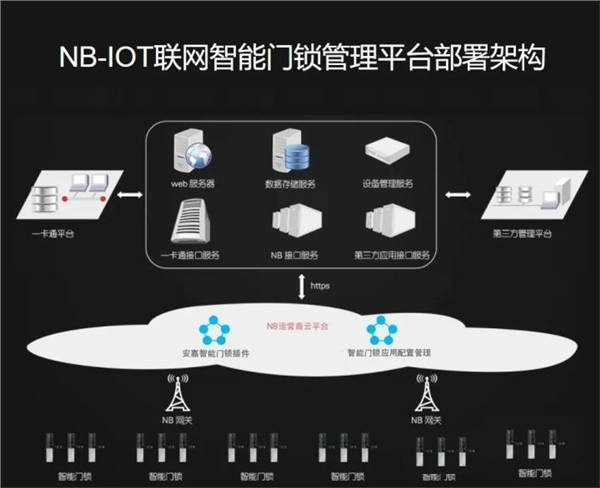 NB-IOT联网智能门锁管理平台部署架构
web 服务器
数据存储服务
设备管理服务
一卡通平台
一卡通接口服务
NB 接口服务
第三方应用接口服务
第三方管理平台
https
NB运营商云平台
安嘉智能门锁插件
智能门锁应用配置管理
NB 网关
NB 网关
智能门锁
智能门锁
智能门锁
智能门锁
智能门锁
智能门锁